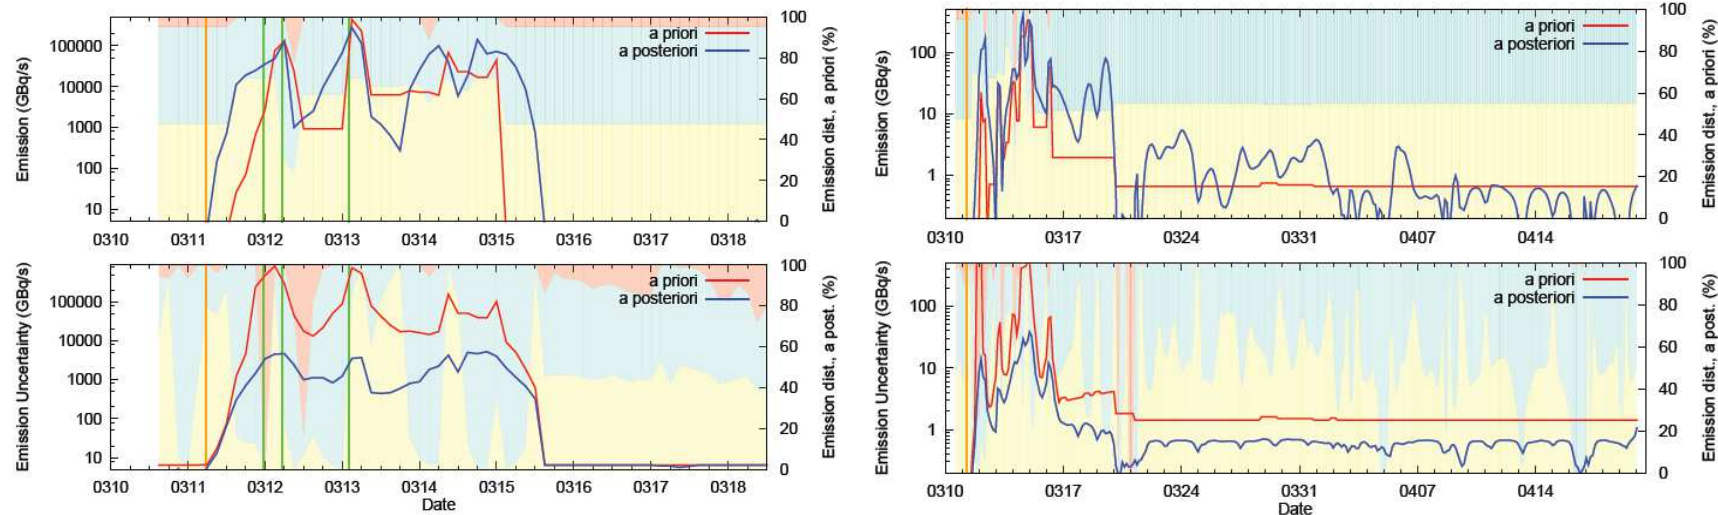 Emission (GBq/s)
100000
10000
1000
100
10
a priori
a posteriori
100
80
60
40
20
0
Emission dist., a priori (%)
0310 0311 0312 0313 0314 0315 0316 0317 0318
Emission (GBq/s)
100
10
1
a priori
a posteriori
100
80
60
40
20
0
Emission dist., a priori (%)
0310 0317 0324 0331 0407 0414
Emission Uncertainty (GBq/s)
100000
10000
1000
100
10
a priori
a posteriori
100
80
60
40
20
0
Emission dist., a post. (%)
0310 0311 0312 0313 0314 0315 0316 0317 0318
Date
Emission Uncertainty (GBq/s)
100
10
1
a priori
a posteriori
100
80
60
40
20
0
Emission dist., a post. (%)
0310 0317 0324 0331 0407 0414
Date